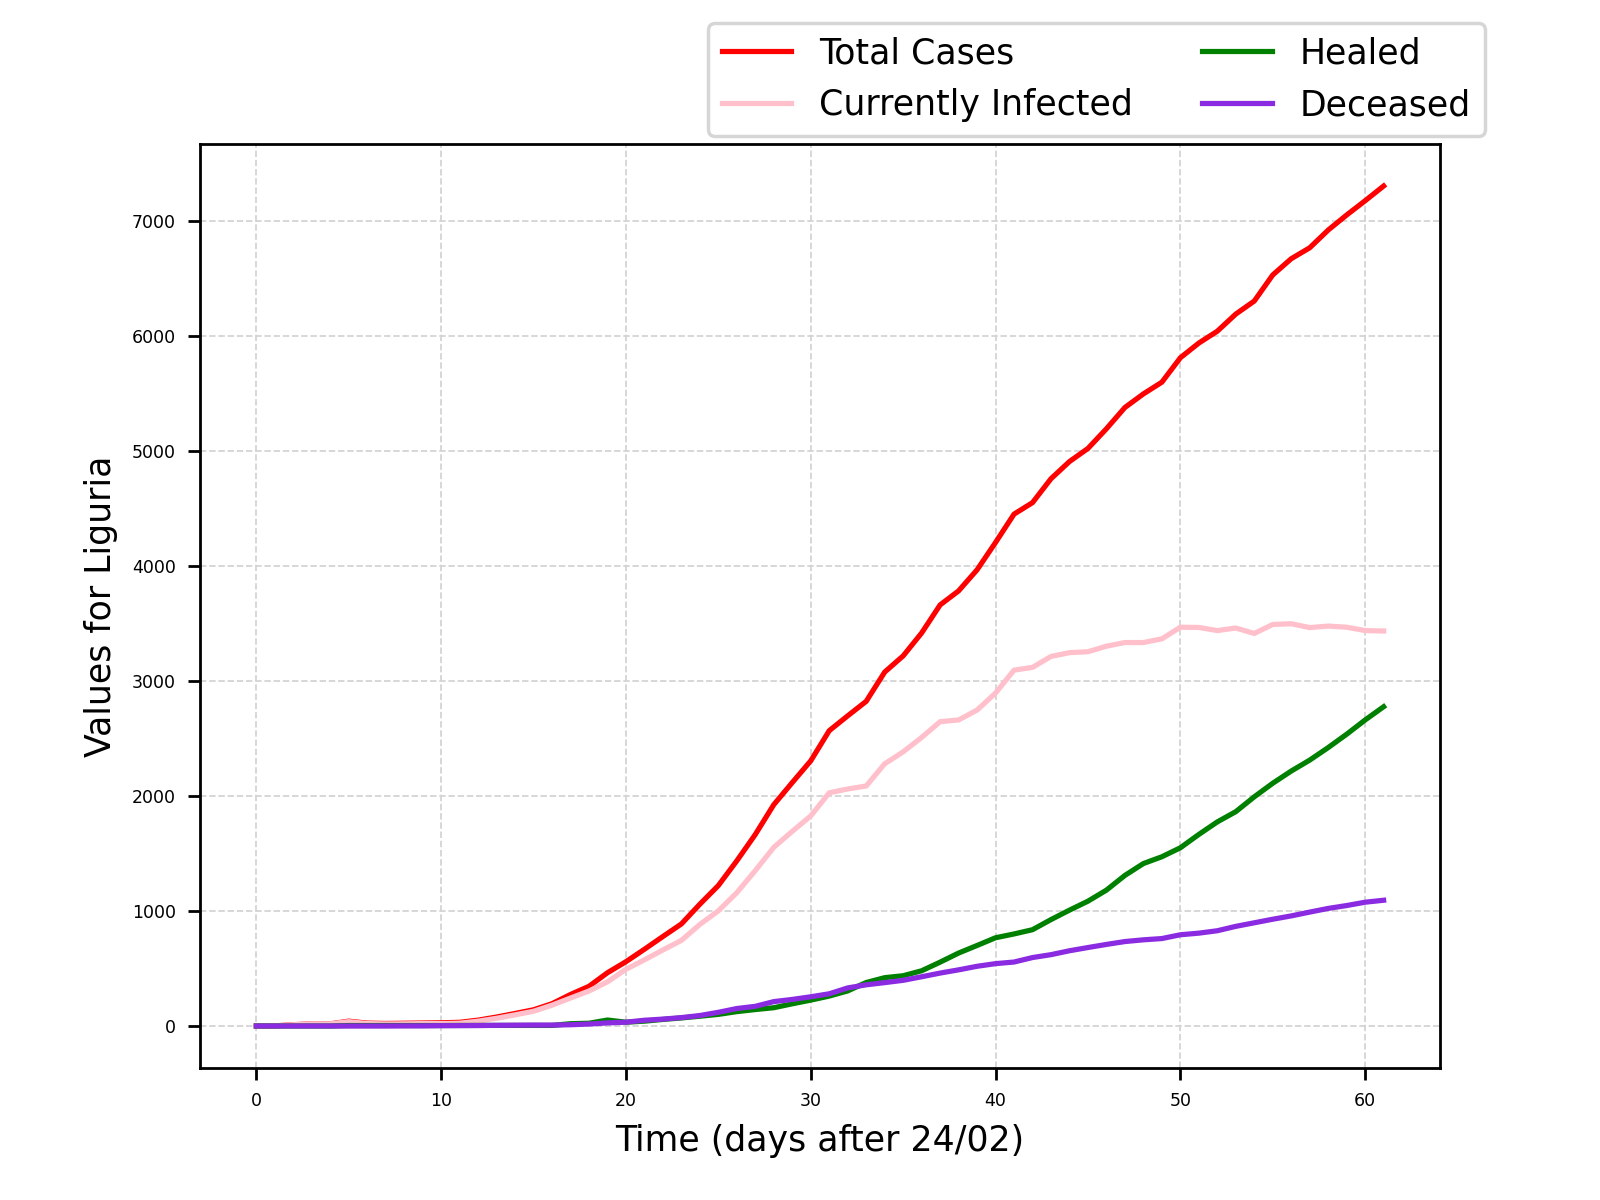 Total Cases
Currently Infected
Healed
Deceased
7000
6000
5000
4000
3000
2000
1000
0
Values for Liguria
0 10 20 30 40 50 60
Time (days after 24/02)